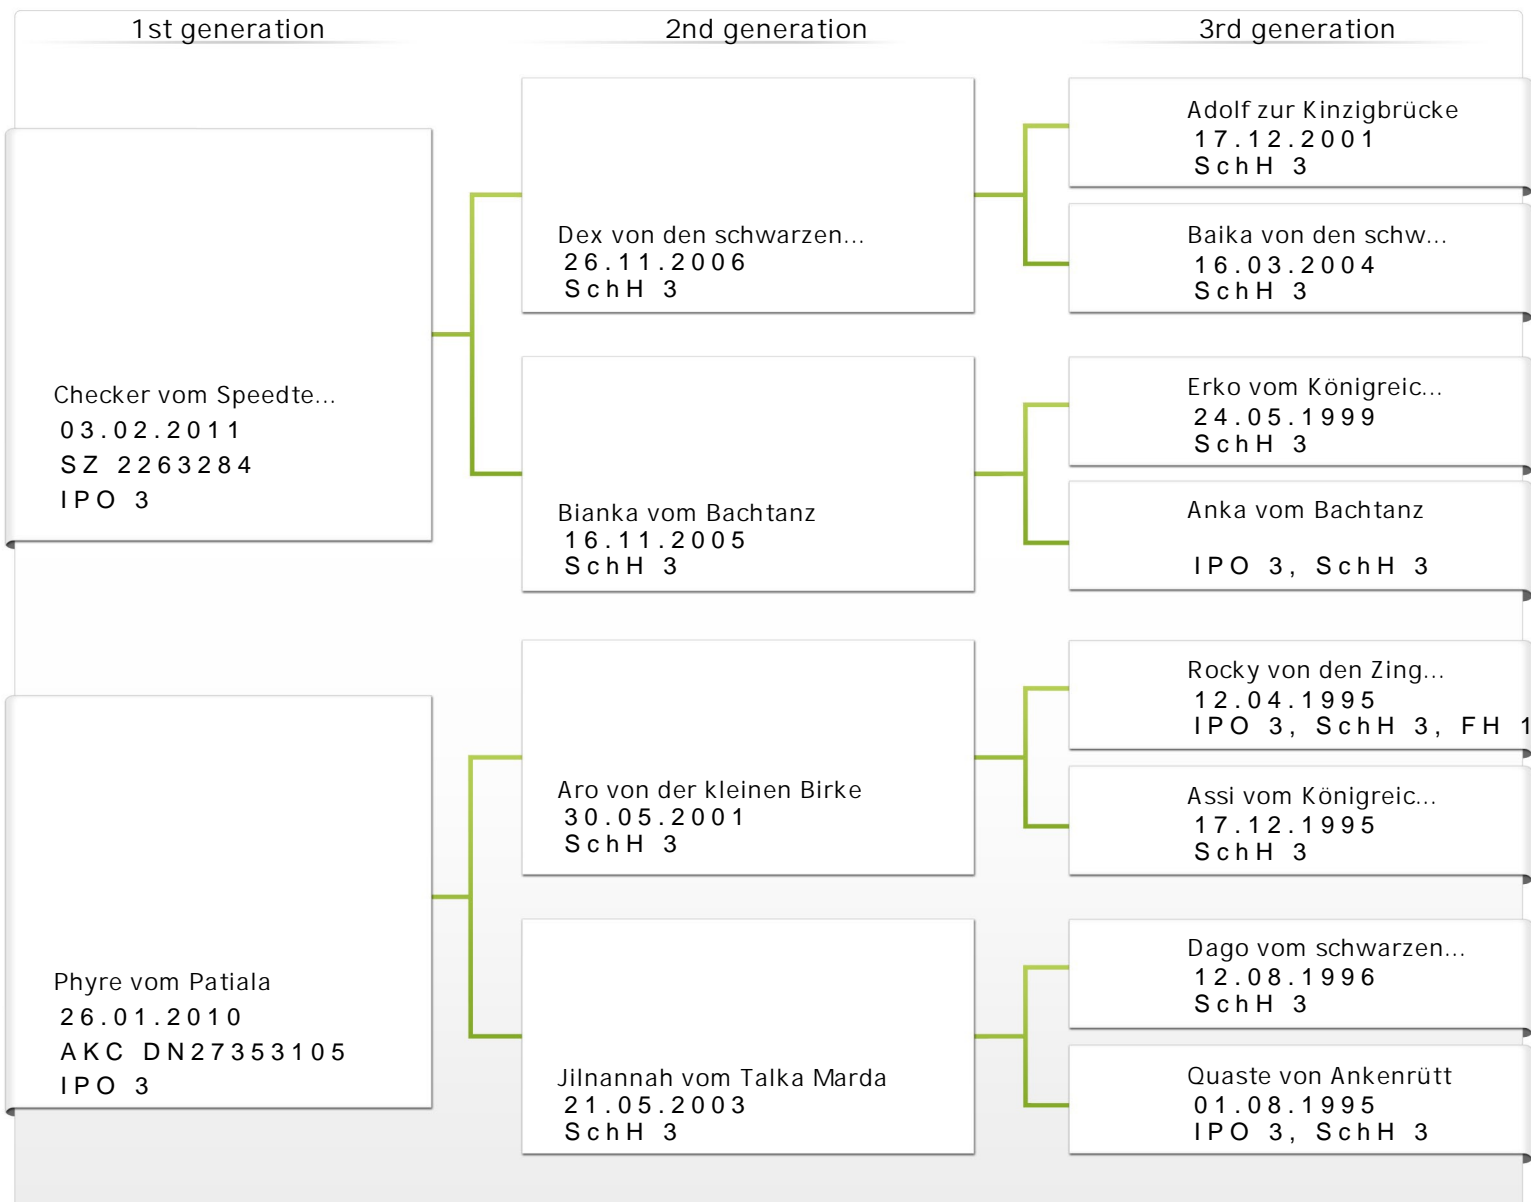 1st generation
2nd generation
3rd generation
Checker vom Speedte...
03.02.2011
SZ 2263284
IPO 3
Phyre vom Patiala
26.01.2010
AKC DN27353105
IPO 3
Dex von den schwarzen...
26.11.2006
SchH 3
Bianka vom Bachtanz
16.11.2005
SchH 3
Aro von der kleinen Birke
30.05.2001
SchH 3
Jilnannah vom Talka Marda
21.05.2003
SchH 3
Adolf zur Kinzigbrücke
17.12.2001
SchH 3
Baika von den schw...
16.03.2004
SchH 3
Erko vom Königreic...
24.05.1999
SchH 3
Anka vom Bachtanz
IPO 3, SchH 3
Rocky von den Zing...
12.04.1995
IPO 3, SchH 3, FH 1
Assi vom Königreic...
17.12.1995
SchH 3
Dago vom schwarzen...
12.08.1996
SchH 3
Quaste von Ankenrütt
01.08.1995
IPO 3, SchH 3